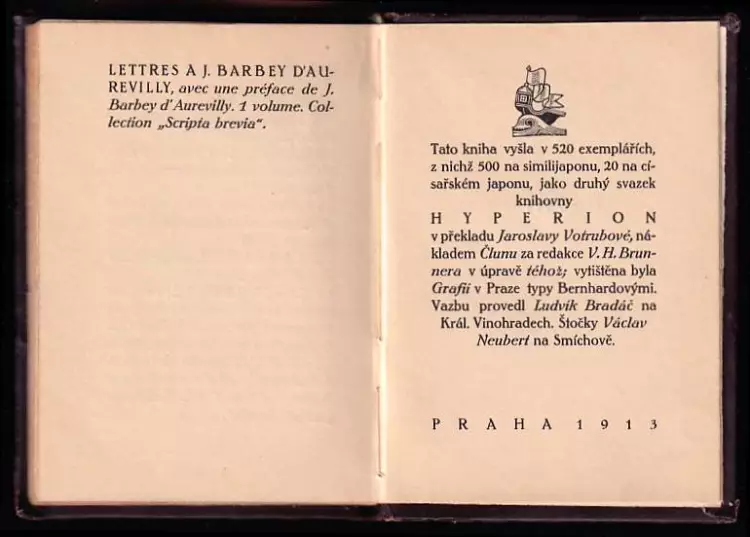 LETTRES À J. BARBEY D'AU-
REVILLY, avec une préface de J.
Barbey d'Aurevilly. 1 volume. Col-
lection „Scripta brevia“.
Tato kniha vyšla v 520 exemplářích,
z nichž 500 na similijaponu, 20 na cí-
sařském japonu, jako druhý svazek
knihovny
HYPERION
v překladu Jaroslavy Votrubové, ná-
kladem Člunu za redakce V. H. Brun-
nera v úpravě téhož; vytištěna byla
Grafií v Praze typy Bernhardovými.
Vazbu provedl Ludvík Bradáč na
Král. Vinohradech. Štočky Václav
Neubert na Smíchově.
PRAHA 1913